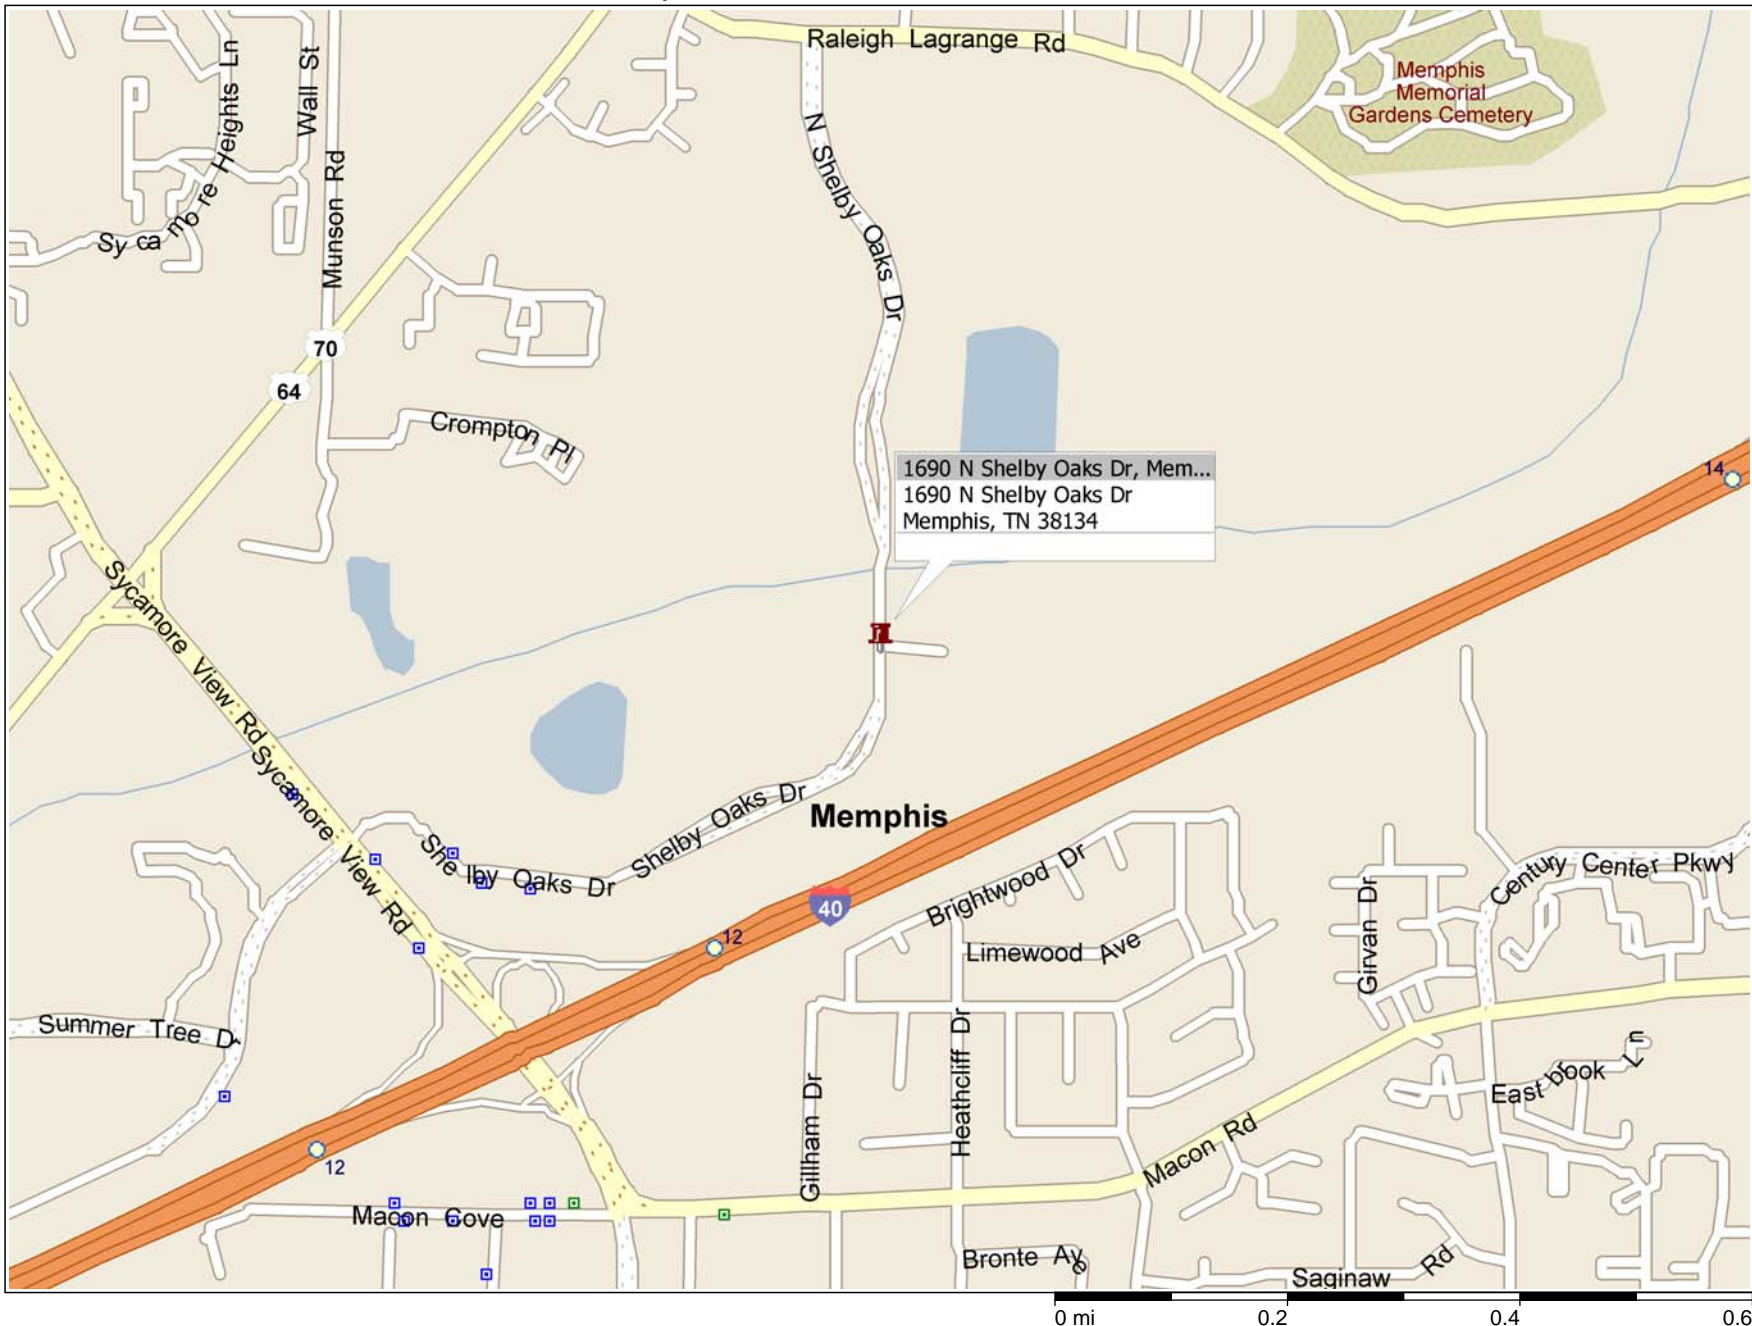 Raleigh Lagrange Rd
Memphis
Memorial
Gardens Cemetery
Sycamore Heights Ln
Wall St
Munson Rd
N Shelby Oaks Dr
70
64
Crompton Pl
1690 N Shelby Oaks Dr, Mem...
1690 N Shelby Oaks Dr
Memphis, TN 38134
14
Sycamore View Rd
Sycamore View Rd
Shelby Oaks Dr
Shelby Oaks Dr
Memphis
40
12
Brightwood Dr
Limewood Ave
Girvan Dr
Century Center Pkwy
Summer Tree Dr
Gillham Dr
Heathcliff Dr
Eastbrook Ln
Macon Rd
12
Macon Cove
Bronte Ave
Saginaw Rd
0 mi 0.2 0.4 0.6